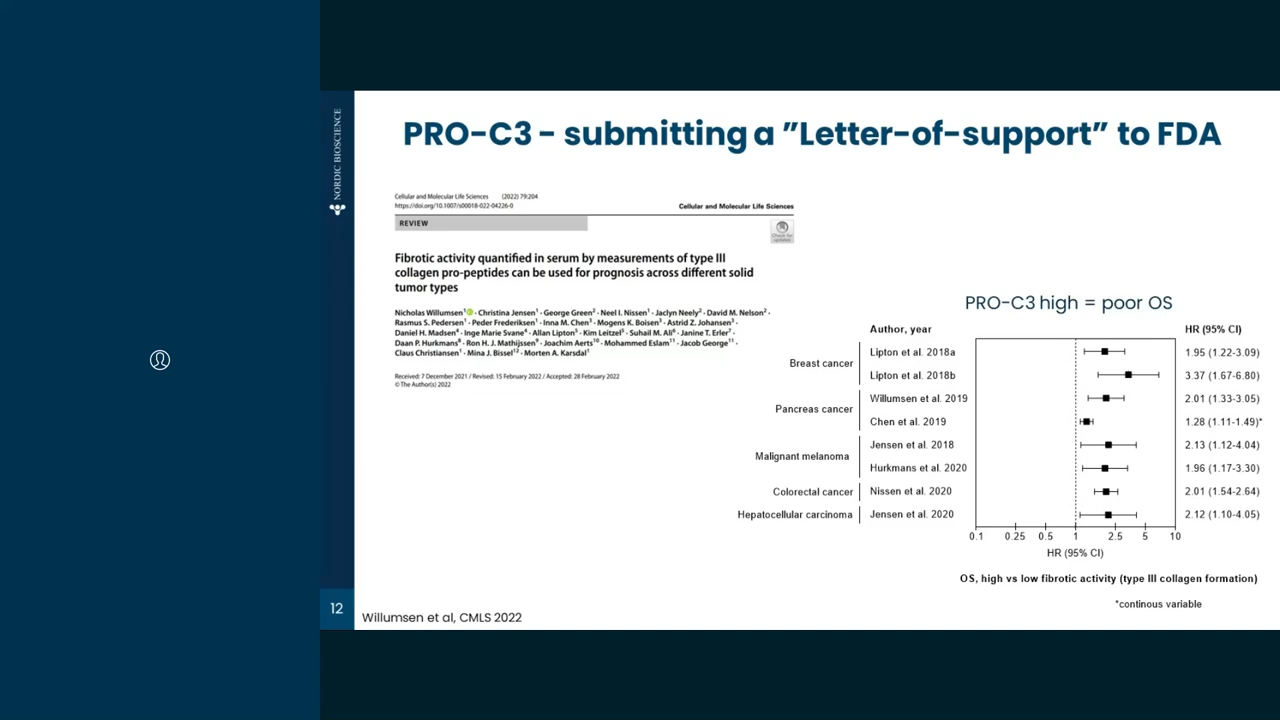 NORDIC BIOSCIENCE
PRO-C3 - submitting a ”Letter-of-support” to FDA
Cellular and Molecular Life Sciences (2022) 79:204
https://doi.org/10.1007/s00018-022-04226-0
Cellular and Molecular Life Sciences
REVIEW
Check for
updates
Fibrotic activity quantified in serum by measurements of type III
collagen pro-peptides can be used for prognosis across different solid
tumor types
Nicholas Willumsen¹ · Christina Jensen¹ · George Green² · Neel I. Nissen¹ · Jaclyn Neely² · David M. Nelson² ·
Rasmus S. Pedersen¹ · Peder Frederiksen¹ · Inna M. Chen³ · Mogens K. Boisen³ · Astrid Z. Johansen³ ·
Daniel H. Madsen⁴ · Inge Marie Svane⁴ · Allan Lipton⁵ · Kim Leitzel⁵ · Suhail M. Ali⁶ · Janine T. Erler⁷ ·
Daan P. Hurkmans⁸ · Ron H. J. Mathijssen⁹ · Joachim Aerts¹⁰ · Mohammed Eslam¹¹ · Jacob George¹¹ ·
Claus Christiansen¹ · Mina J. Bissel¹² · Morten A. Karsdal¹
Received: 7 December 2021 / Revised: 15 February 2022 / Accepted: 28 February 2022
© The Author(s) 2022
PRO-C3 high = poor OS
Author, year HR (95% CI)
Breast cancer
Lipton et al. 2018a 1.95 (1.22-3.09)
Lipton et al. 2018b 3.37 (1.67-6.80)
Pancreas cancer
Willumsen et al. 2019 2.01 (1.33-3.05)
Chen et al. 2019 1.28 (1.11-1.49)*
Malignant melanoma
Jensen et al. 2018 2.13 (1.12-4.04)
Hurkmans et al. 2020 1.96 (1.17-3.30)
Colorectal cancer Nissen et al. 2020 2.01 (1.54-2.64)
Hepatocellular carcinoma Jensen et al. 2020 2.12 (1.10-4.05)
0.1 0.25 0.5 1 2.5 5 10
HR (95% CI)
OS, high vs low fibrotic activity (type III collagen formation)
*continous variable
12
Willumsen et al, CMLS 2022